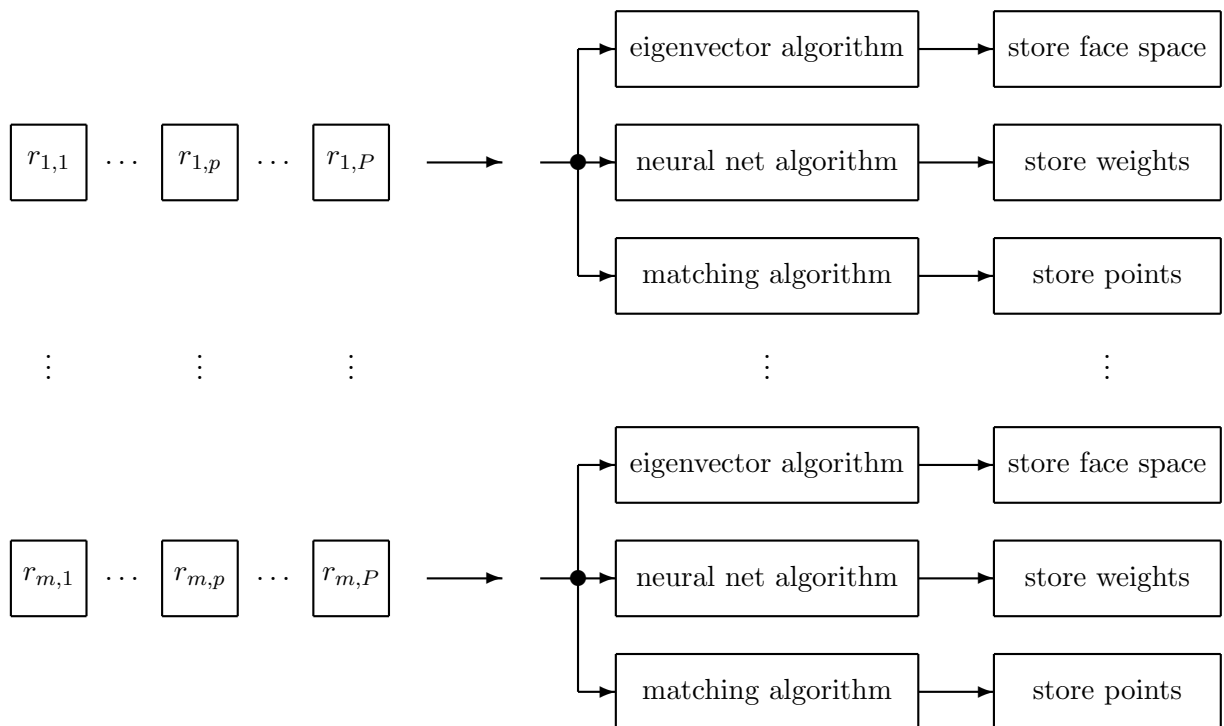 eigenvector algorithm store face space
r_{1,1} ... r_{1,p} ... r_{1,P} neural net algorithm store weights
matching algorithm store points
⋮ ⋮ ⋮ ⋮ ⋮
eigenvector algorithm store face space
r_{m,1} ... r_{m,p} ... r_{m,P} neural net algorithm store weights
matching algorithm store points